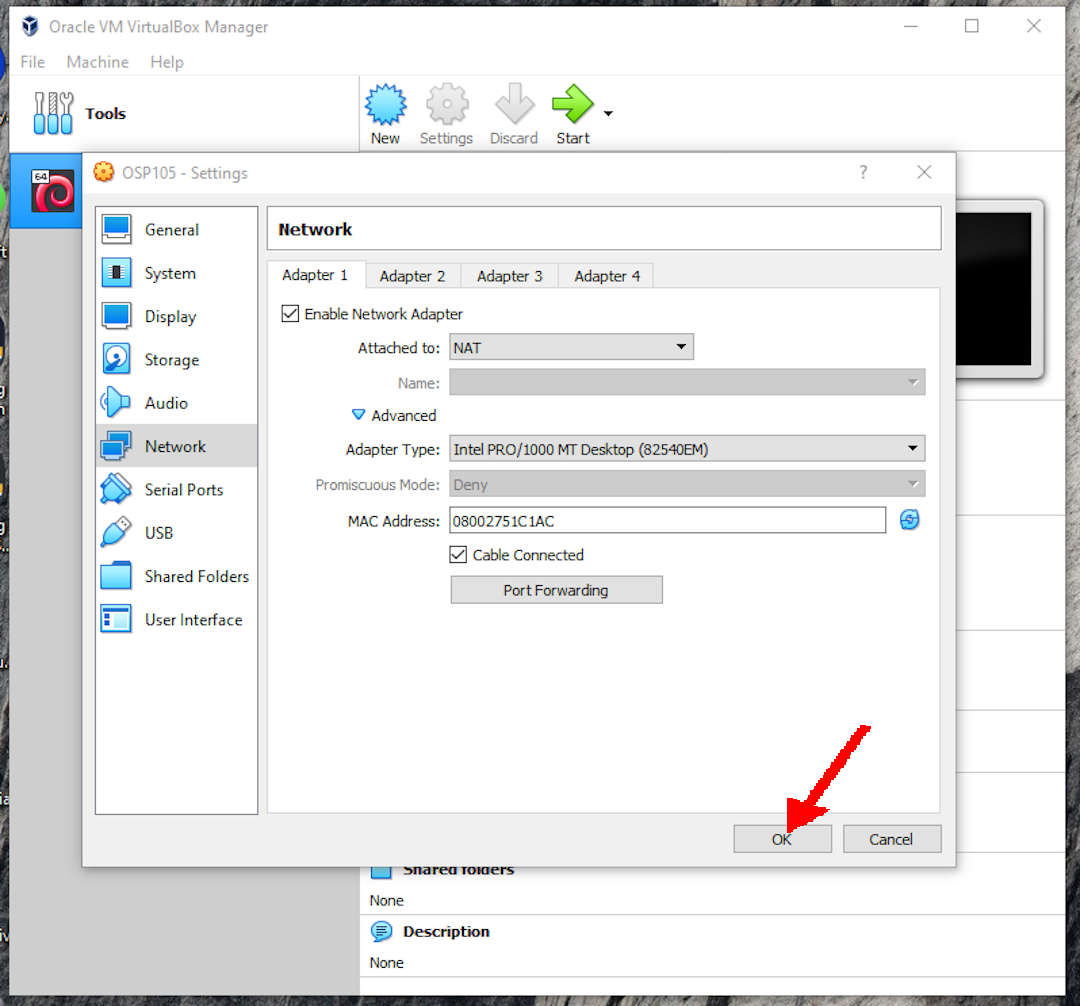 Oracle VM VirtualBox Manager
File Machine Help
Tools
New Settings Discard Start
64
OSP105 - Settings
?
General
System
Display
Storage
Audio
Network
Serial Ports
USB
Shared Folders
User Interface
Network
Adapter 1 Adapter 2 Adapter 3 Adapter 4
Enable Network Adapter
Attached to: NAT
Name:
Advanced
Adapter Type: Intel PRO/1000 MT Desktop (82540EM)
Promiscuous Mode: Deny
MAC Address: 08002751C1AC
Cable Connected
Port Forwarding
OK Cancel
Shared folders
None
Description
None